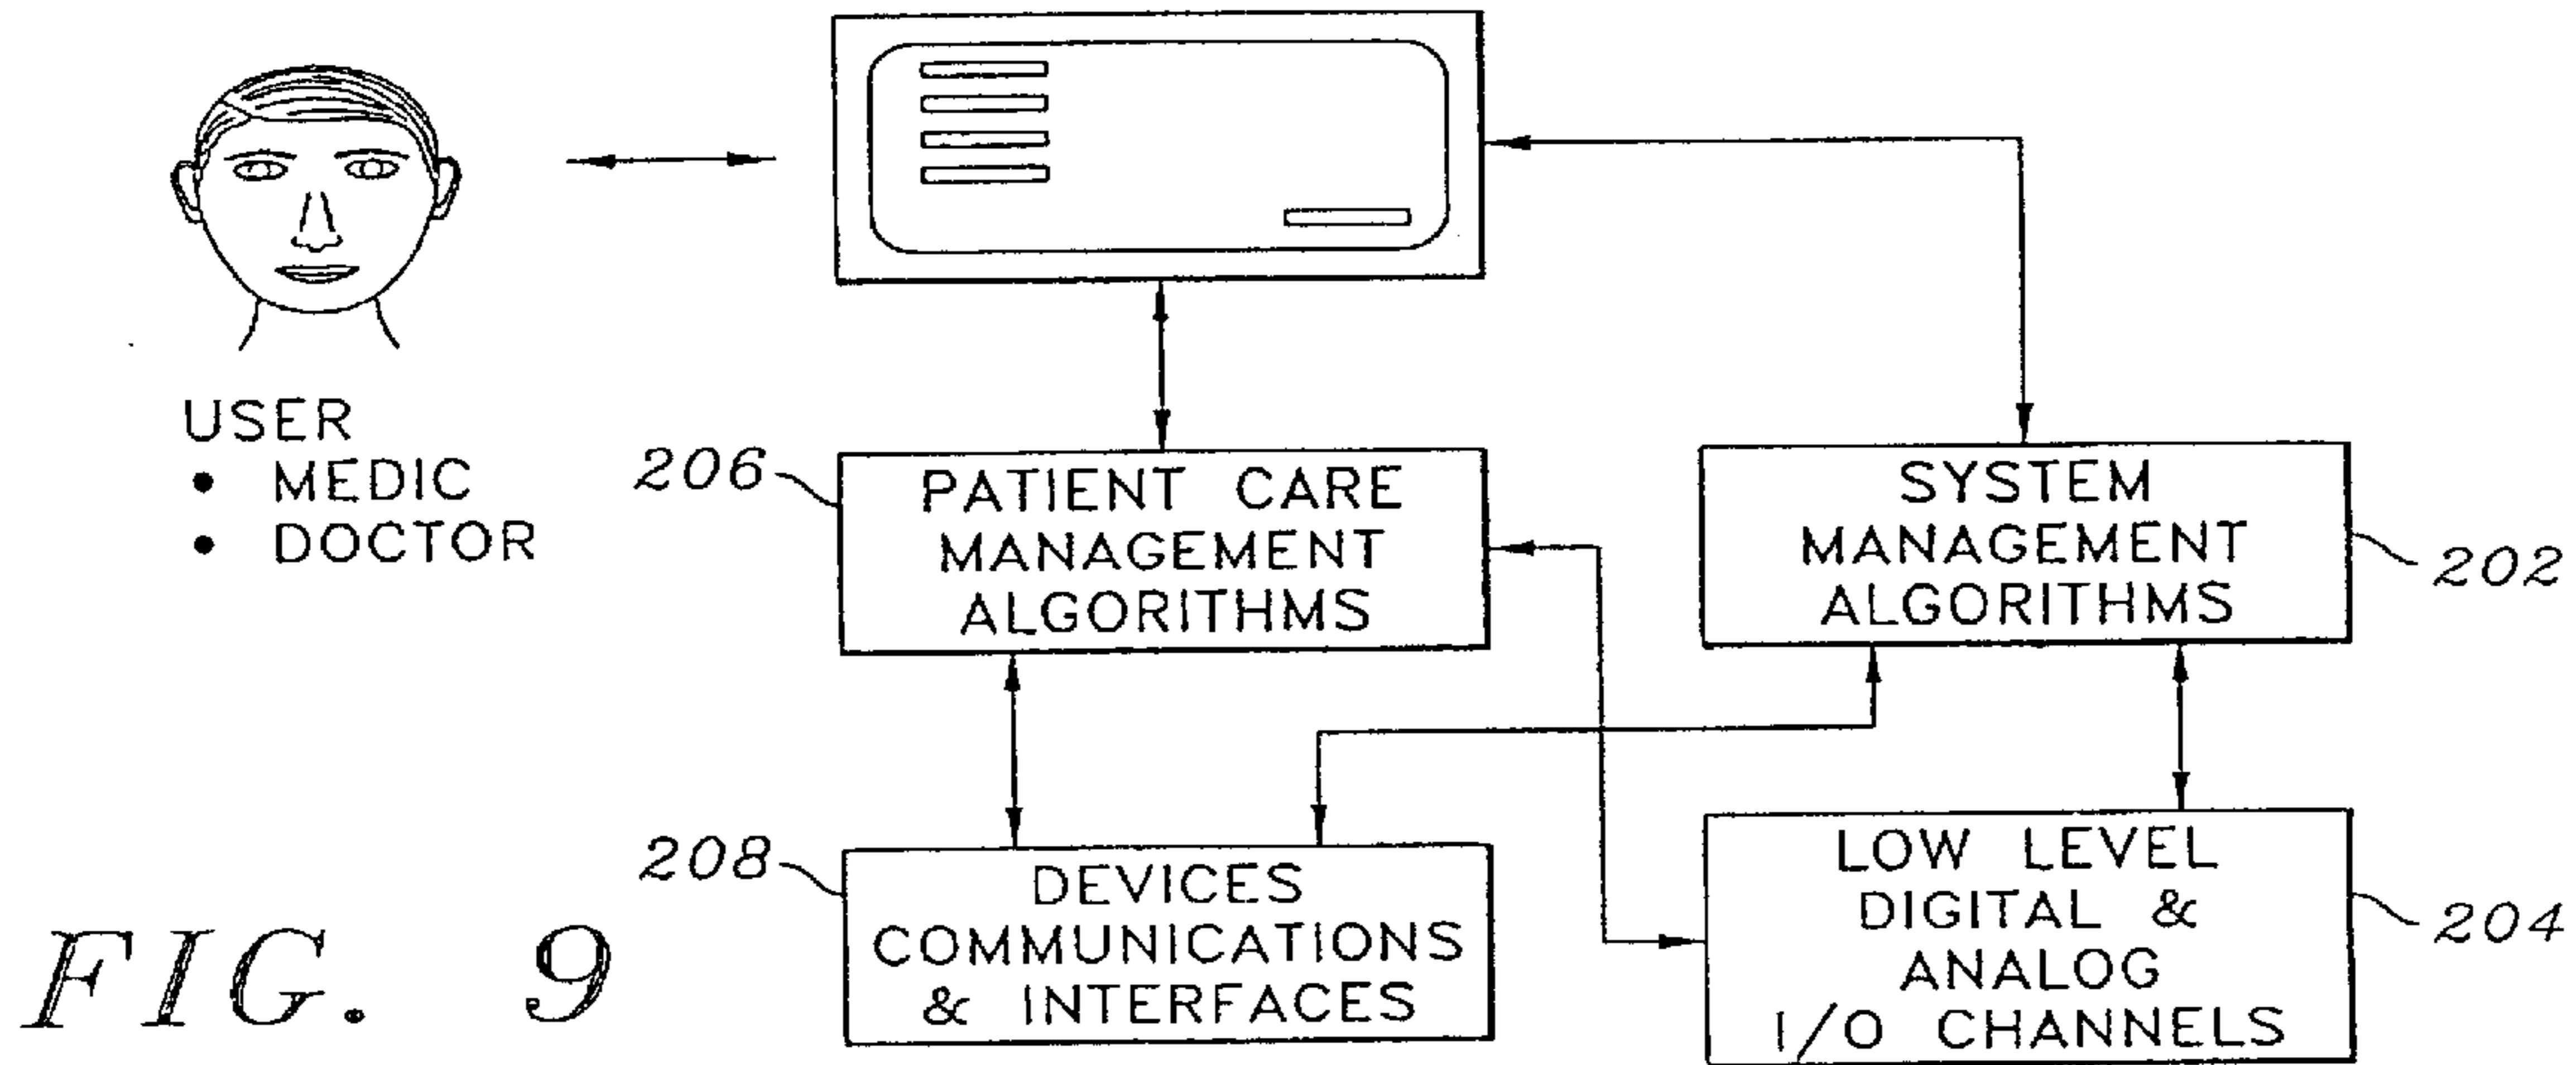 USER
• MEDIC
• DOCTOR
206
PATIENT CARE
MANAGEMENT
ALGORITHMS
SYSTEM
MANAGEMENT
ALGORITHMS
202
208
DEVICES
COMMUNICATIONS
& INTERFACES
LOW LEVEL
DIGITAL &
ANALOG
I/O CHANNELS
204
FIG. 9